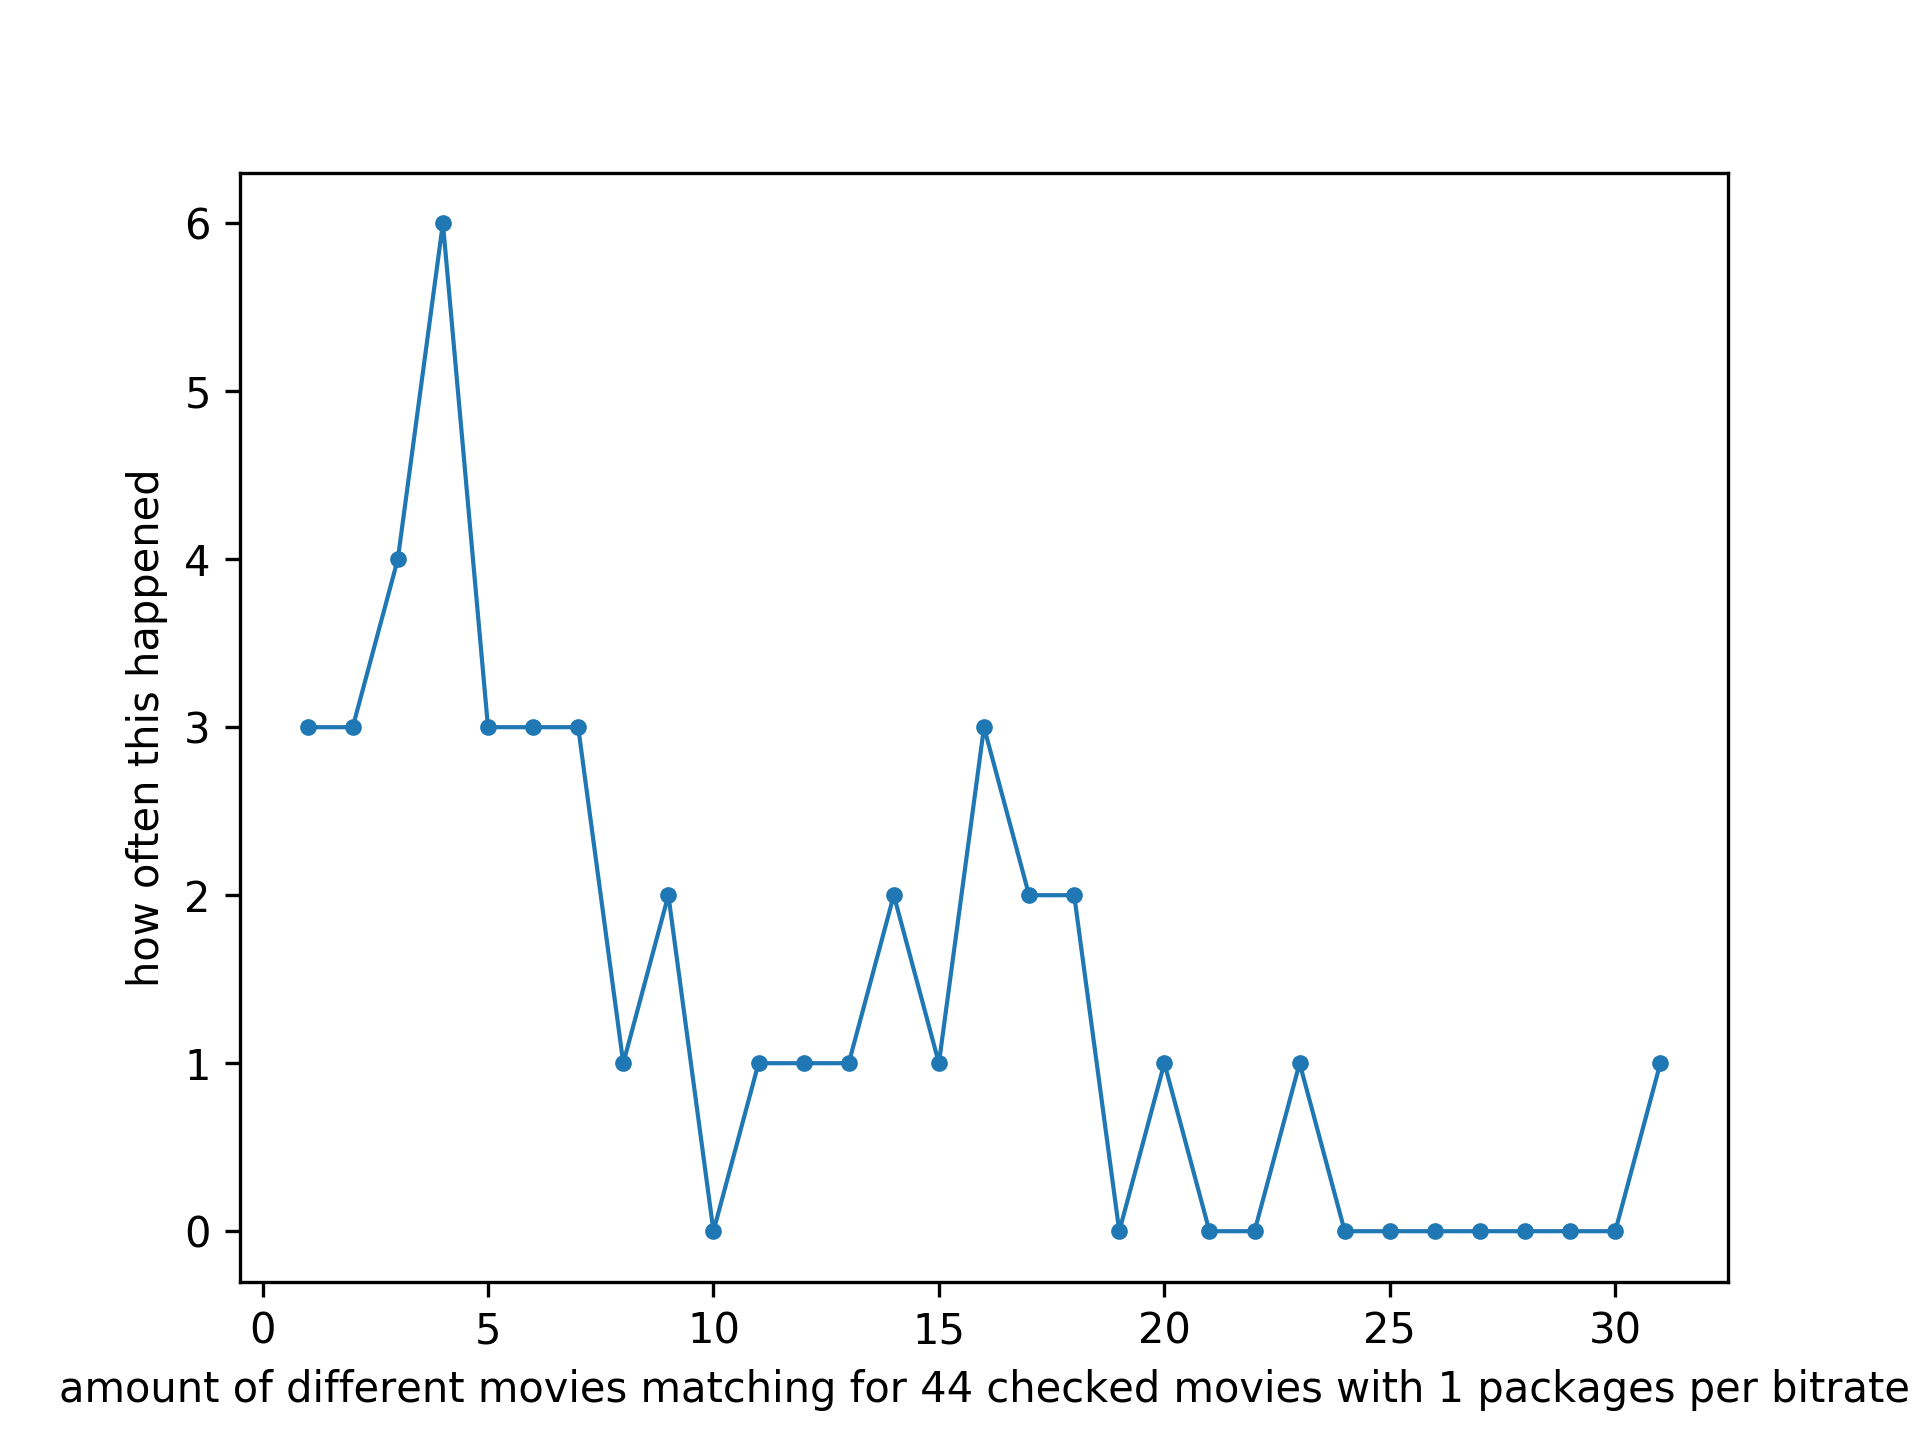 6
5
4
3
2
1
0
how often this happened
0 5 10 15 20 25 30
amount of different movies matching for 44 checked movies with 1 packages per bitrate